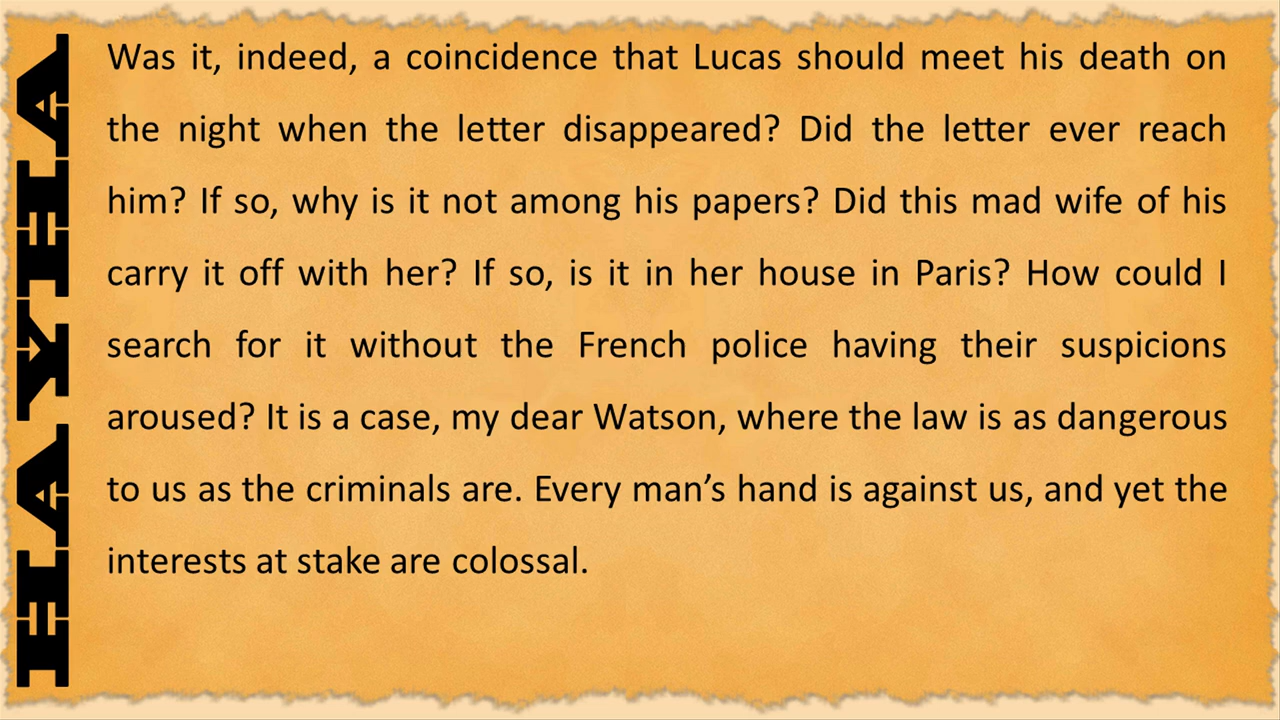 HAYHA
Was it, indeed, a coincidence that Lucas should meet his death on
the night when the letter disappeared? Did the letter ever reach
him? If so, why is it not among his papers? Did this mad wife of his
carry it off with her? If so, is it in her house in Paris? How could I
search for it without the French police having their suspicions
aroused? It is a case, my dear Watson, where the law is as dangerous
to us as the criminals are. Every man’s hand is against us, and yet the
interests at stake are colossal.